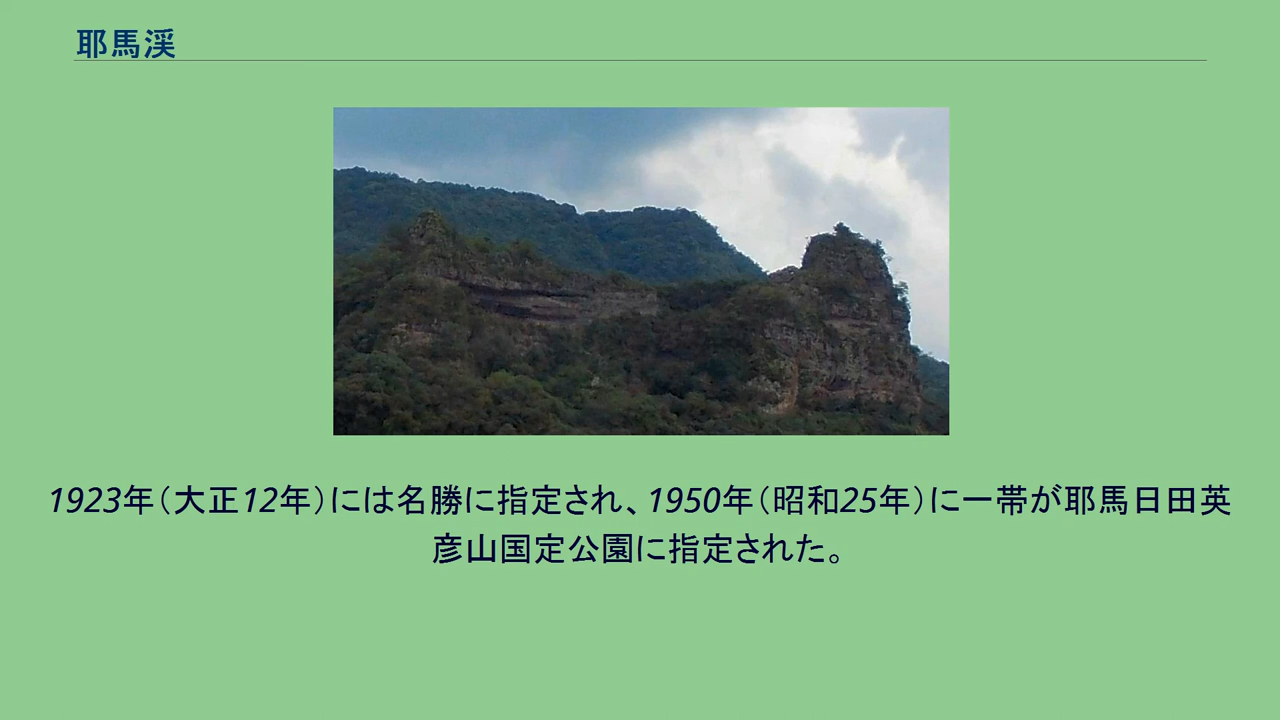 耶馬渓
1923年（大正12年）には名勝に指定され、1950年（昭和25年）に一帯が耶馬日田英
彦山国定公園に指定された。